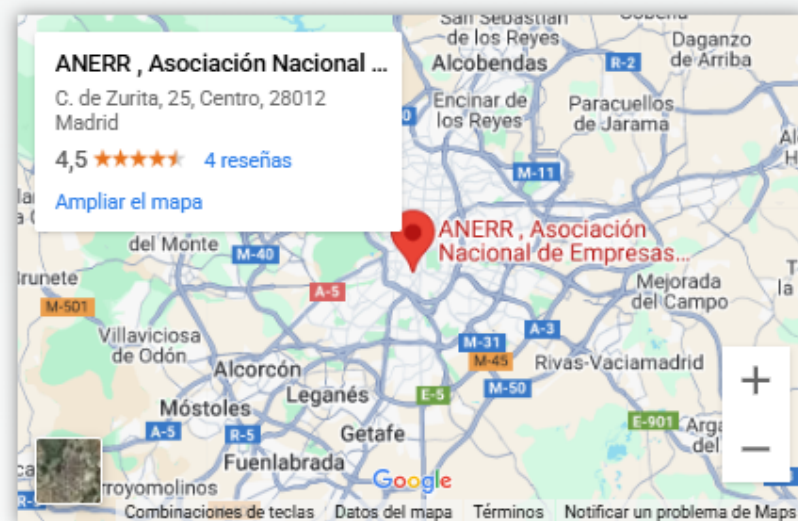 ANERR , Asociación Nacional ...
C. de Zurita, 25, Centro, 28012
Madrid
4,5
4 reseñas
Ampliar el mapa
San Sebastián
de los Reyes
Alcobendas
R-2
Daganzo
de Arriba
Encinar de
los Reyes
Paracuellos
de Jarama
M-11
ANERR , Asociación
Nacional de Empresas...
del Monte
M-40
Brunete
M-501
A-5
Mejorada
del Campo
Villaviciosa
de Odón
A-3
M-31
M-45
Rivas-Vaciamadrid
Alcorcón
M-50
Leganés
E-5
Móstoles
A-5
R-5
Getafe
E-901
Fuenlabrada
Google
+
−
Combinaciones de teclas
Datos del mapa
Términos
Notificar un problema de Maps